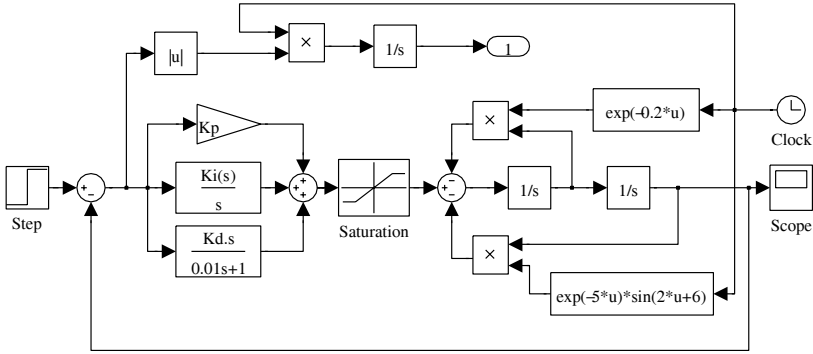 |u|
×
1/s
1
exp(−0.2*u)
Clock
×
Kp
Step
+
−
Ki(s)
s
+
+
+
Saturation
+
−
−
1/s
1/s
Scope
Kd.s
0.01s+1
×
exp(−5*u)*sin(2*u+6)